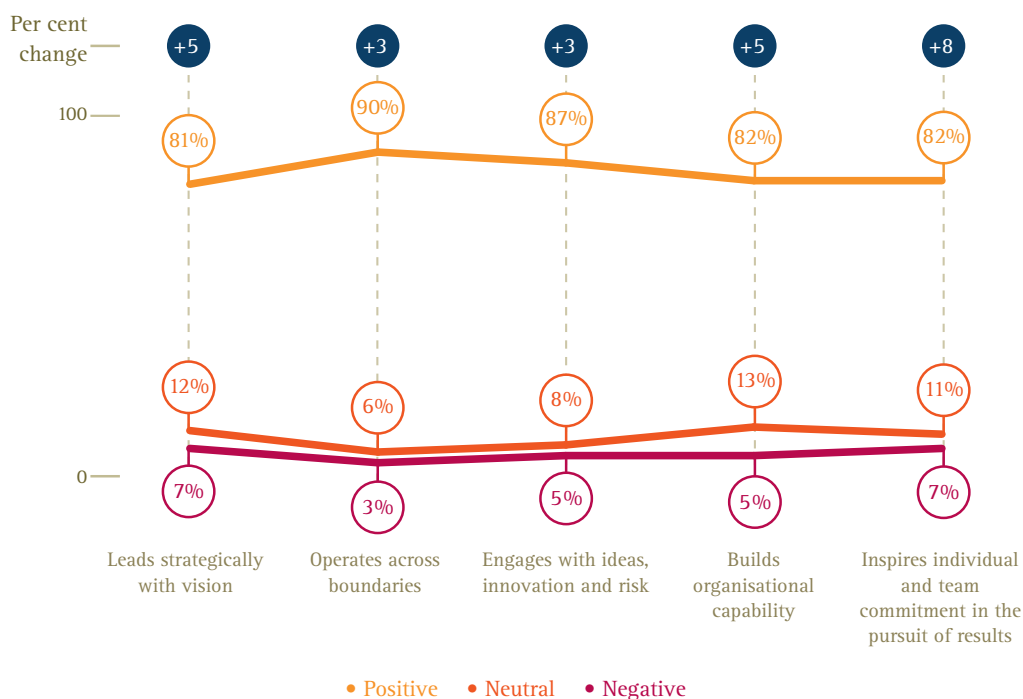 Per cent
change
+5
+3
+3
+5
+8
100
81%
90%
87%
82%
82%
12%
6%
8%
13%
11%
0
7%
3%
5%
5%
7%
Leads strategically
with vision
Operates across
boundaries
Engages with ideas,
innovation and risk
Builds
organisational
capability
Inspires individual
and team
commitment in the
pursuit of results
• Positive • Neutral • Negative